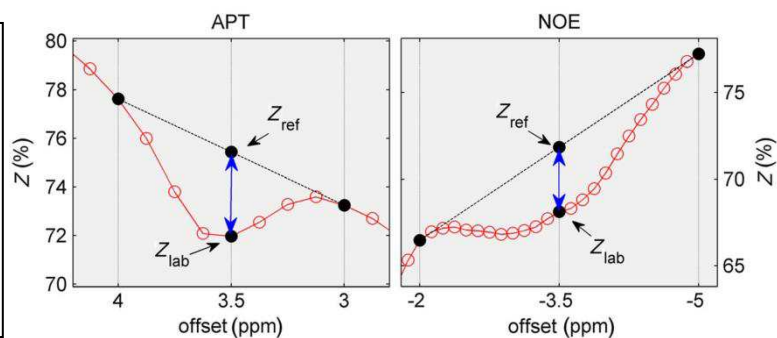 APT
NOE
80
78
76
74
72
70
Z (%)
Zref
Zlab
4
3.5
3
offset (ppm)
Zref
Zlab
75
70
65
Z (%)
-2
-3.5
-5
offset (ppm)